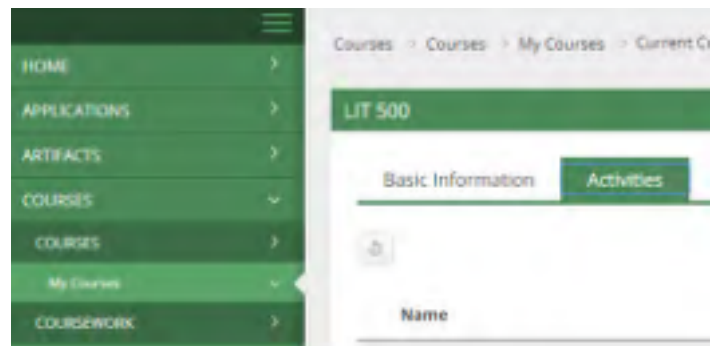 HOME
APPLICATIONS
ARTIFACTS
COURSES
COURSES
My Courses
COURSEWORK
Courses > Courses > My Courses > Current C
LIT 500
Basic Information Activities
Name